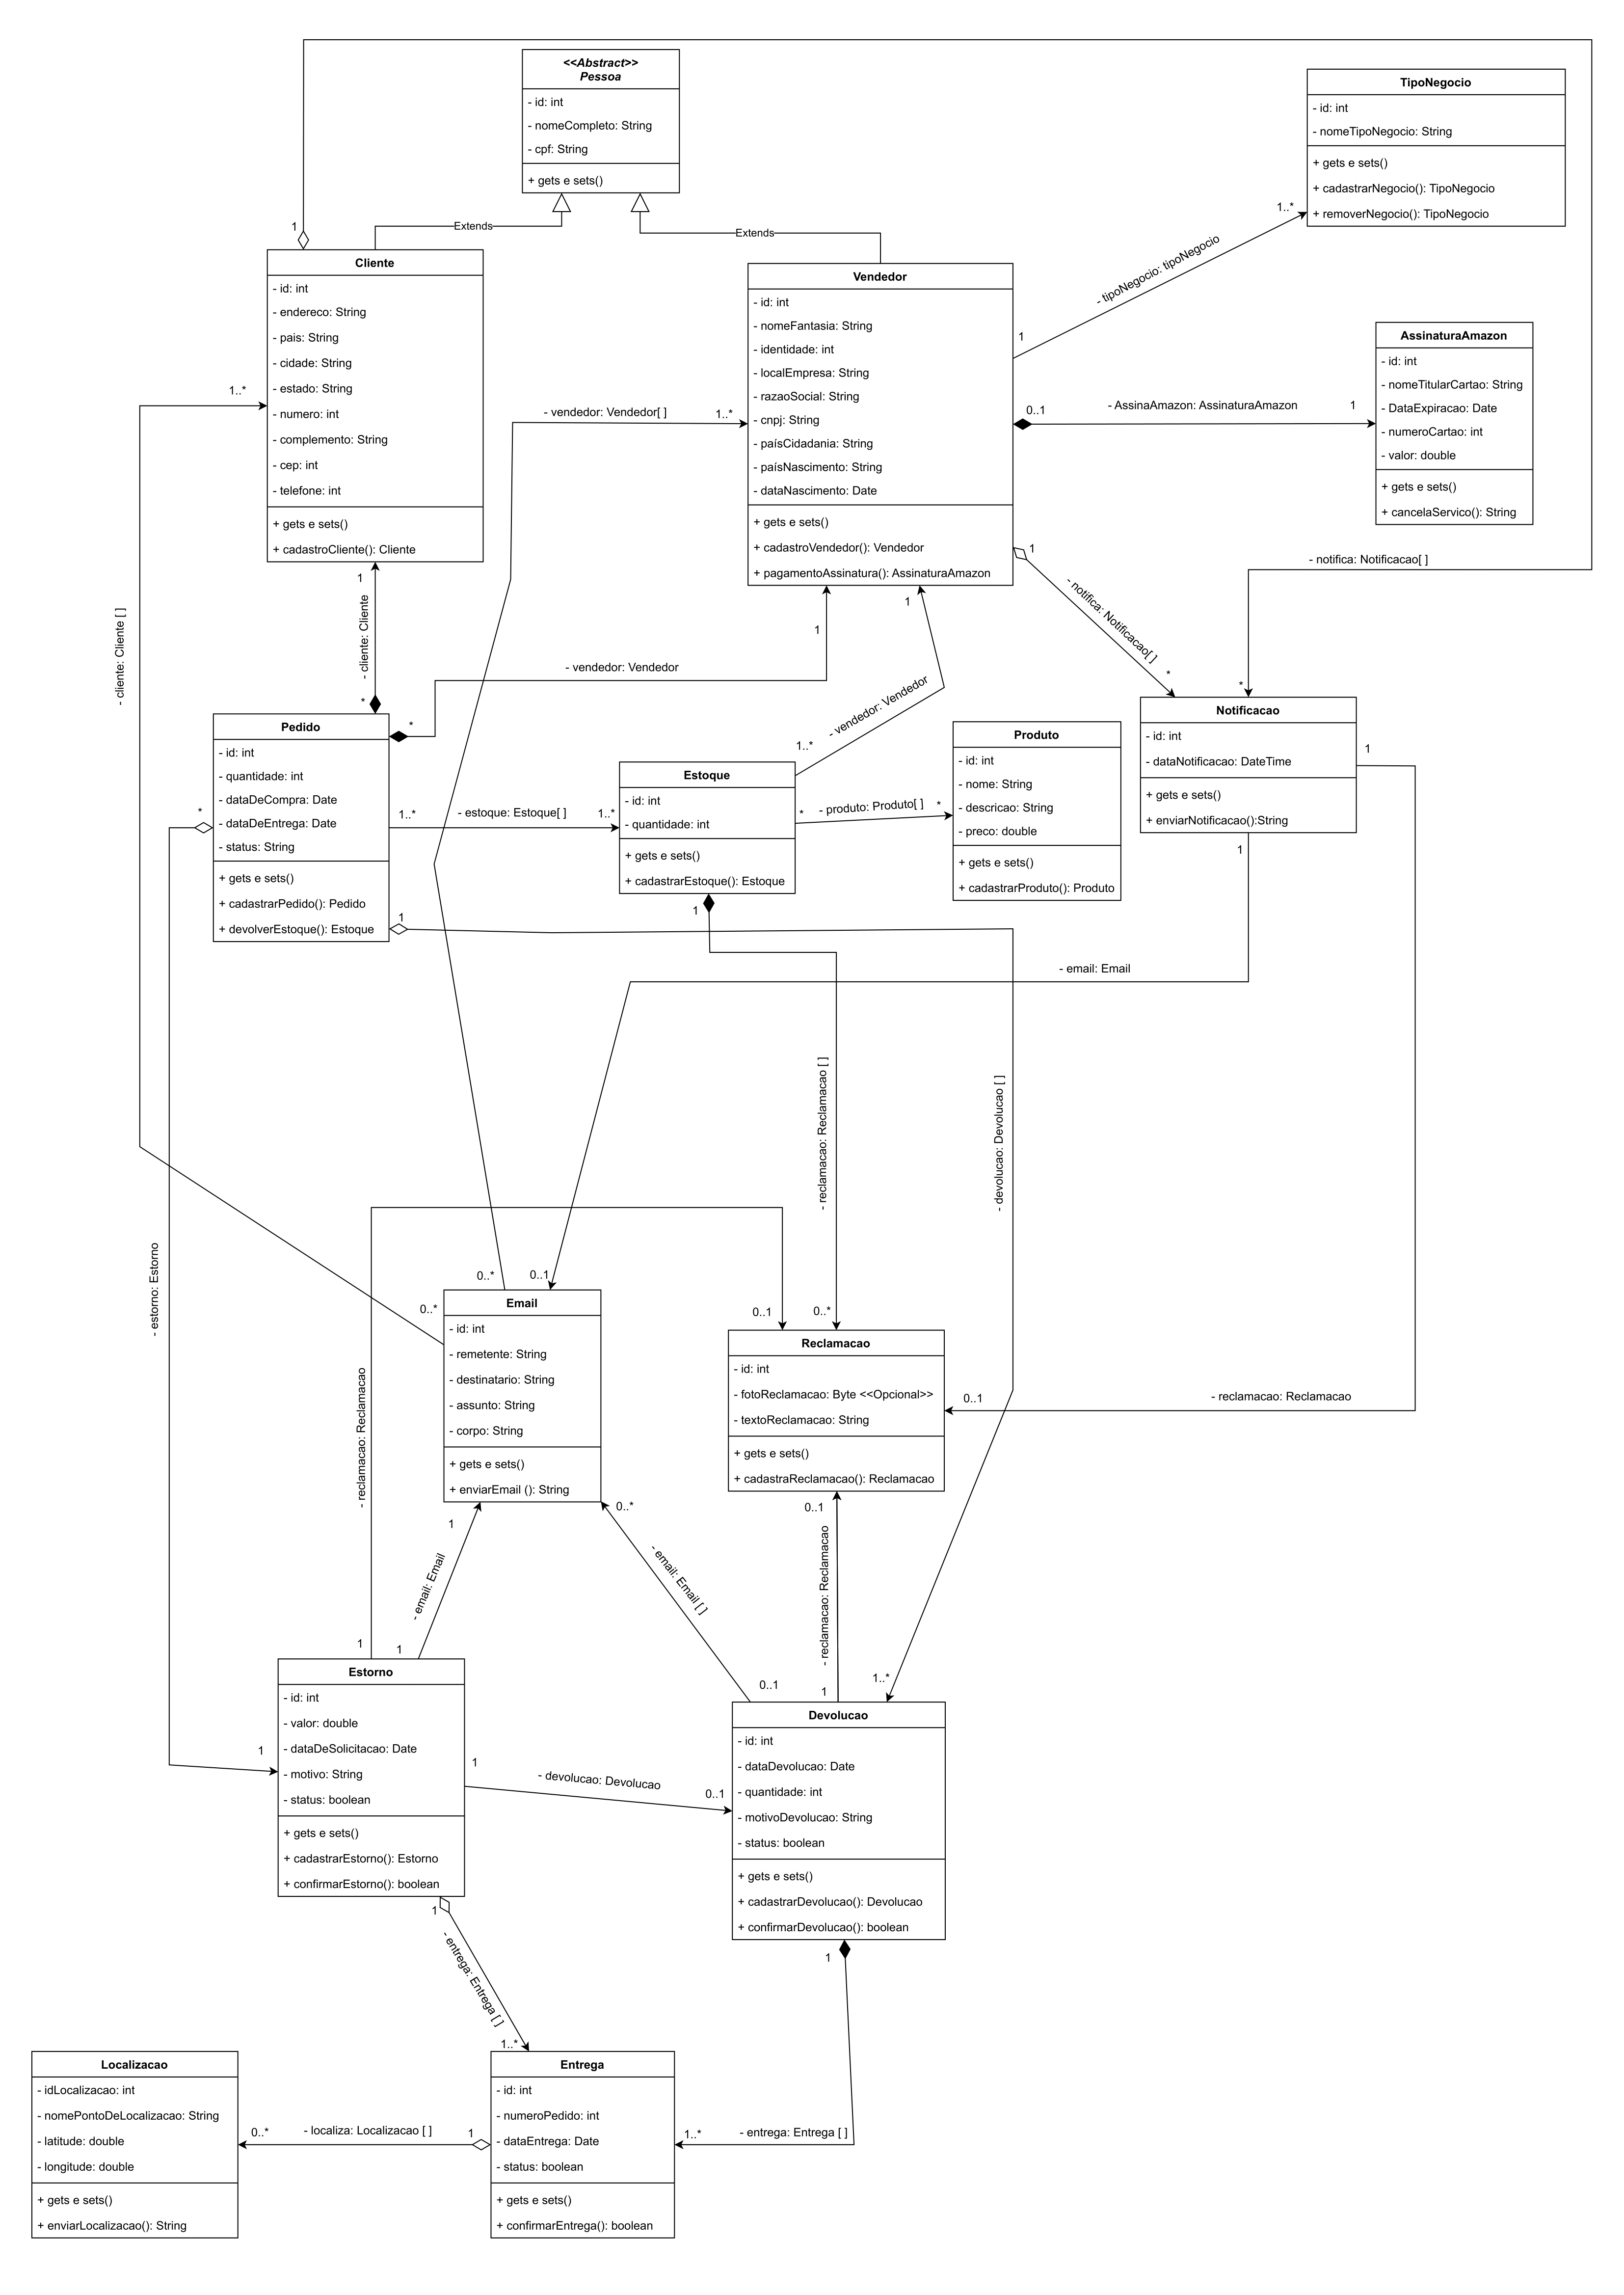 <<Abstract>>
Pessoa
- id: int
- nomeCompleto: String
- cpf: String
+ gets e sets()
TipoNegocio
- id: int
- nomeTipoNegocio: String
+ gets e sets()
+ cadastrarNegocio(): TipoNegocio
+ removerNegocio(): TipoNegocio
1
Extends
Extends
1..*
- tipoNegocio: tipoNegocio
1
Cliente
- id: int
- endereco: String
- pais: String
- cidade: String
- estado: String
- numero: int
- complemento: String
- cep: int
- telefone: int
+ gets e sets()
+ cadastroCliente(): Cliente
Vendedor
- id: int
- nomeFantasia: String
- identidade: int
- localEmpresa: String
- razaoSocial: String
- cnpj: String
- paísCidadania: String
- paísNascimento: String
- dataNascimento: Date
+ gets e sets()
+ cadastroVendedor(): Vendedor
+ pagamentoAssinatura(): AssinaturaAmazon
AssinaturaAmazon
- id: int
- nomeTitularCartao: String
- DataExpiracao: Date
- numeroCartao: int
- valor: double
+ gets e sets()
+ cancelaServico(): String
1..*
- vendedor: Vendedor[ ]
1..*
0..1
- AssinaAmazon: AssinaturaAmazon
1
1
- notifica: Notificacao[ ]
- notifica: Notificacao[ ]
*
*
- cliente: Cliente [ ]
1
- cliente: Cliente
*
1
- vendedor: Vendedor
*
1
- vendedor: Vendedor
1..*
Pedido
- id: int
- quantidade: int
- dataDeCompra: Date
- dataDeEntrega: Date
- status: String
+ gets e sets()
+ cadastrarPedido(): Pedido
+ devolverEstoque(): Estoque
Estoque
- id: int
- quantidade: int
+ gets e sets()
+ cadastrarEstoque(): Estoque
Produto
- id: int
- nome: String
- descricao: String
- preco: double
+ gets e sets()
+ cadastrarProduto(): Produto
Notificacao
- id: int
- dataNotificacao: DateTime
+ gets e sets()
+ enviarNotificacao():String
1
*
1..*
- estoque: Estoque[ ]
1..*
*
- produto: Produto[ ]
*
1
1
1
- email: Email
- reclamacao: Reclamacao [ ]
- devolucao: Devolucao [ ]
- estorno: Estorno
0..*
0..1
0..*
0..1
0..*
Email
- id: int
- remetente: String
- destinatario: String
- assunto: String
- corpo: String
+ gets e sets()
+ enviarEmail (): String
Reclamacao
- id: int
- fotoReclamacao: Byte <<Opcional>>
- textoReclamacao: String
+ gets e sets()
+ cadastraReclamacao(): Reclamacao
0..1
- reclamacao: Reclamacao
- reclamacao: Reclamacao
0..*
0..1
1
- email: Email
- email: Email [ ]
- reclamacao: Reclamacao
1
1
0..1
1
1..*
Estorno
- id: int
- valor: double
- dataDeSolicitacao: Date
- motivo: String
- status: boolean
+ gets e sets()
+ cadastrarEstorno(): Estorno
+ confirmarEstorno(): boolean
Devolucao
- id: int
- dataDevolucao: Date
- quantidade: int
- motivoDevolucao: String
- status: boolean
+ gets e sets()
+ cadastrarDevolucao(): Devolucao
+ confirmarDevolucao(): boolean
1
1
- devolucao: Devolucao
0..1
1
- entrega: Entrega [ ]
1..*
1
Localizacao
- idLocalizacao: int
- nomePontoDeLocalizacao: String
- latitude: double
- longitude: double
+ gets e sets()
+ enviarLocalizacao(): String
Entrega
- id: int
- numeroPedido: int
- dataEntrega: Date
- status: boolean
+ gets e sets()
+ confirmarEntrega(): boolean
0..*
- localiza: Localizacao [ ]
1
1..*
- entrega: Entrega [ ]